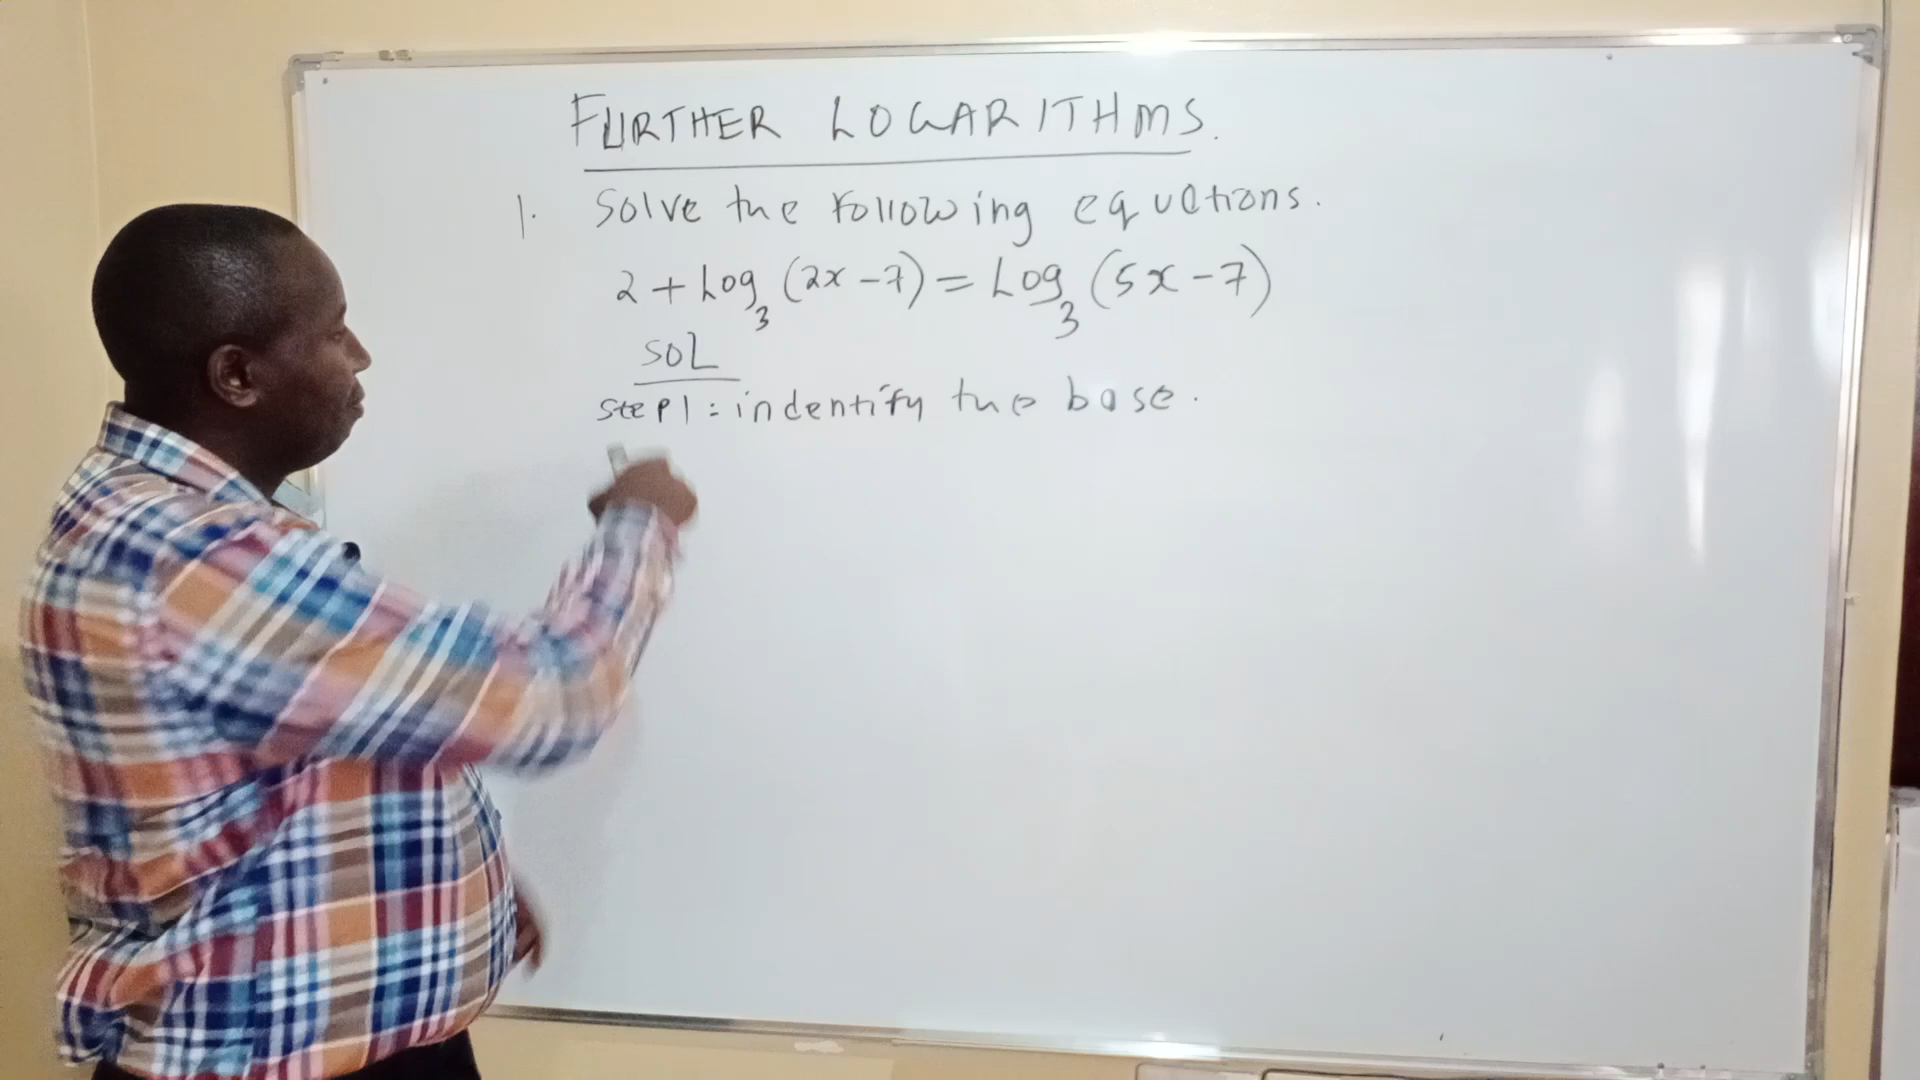 FURTHER LOGARITHMS.
1. Solve the following equations.
2 + Log₃ (2x - 7) = Log₃ (5x - 7)
SOL
Step 1: indentify the base.